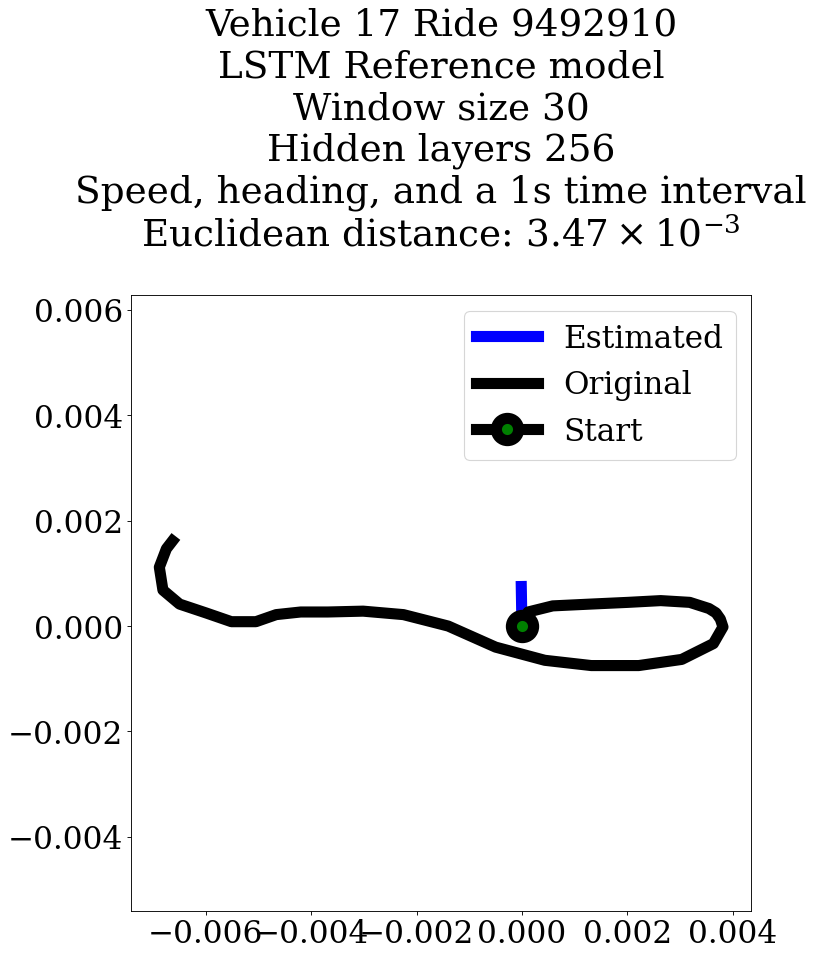 Vehicle 17 Ride 9492910
LSTM Reference model
Window size 30
Hidden layers 256
Speed, heading, and a 1s time interval
Euclidean distance: 3.47 × 10⁻³
Estimated
Original
Start
0.006
0.004
0.002
0.000
−0.002
−0.004
−0.006 −0.004 −0.002 0.000 0.002 0.004